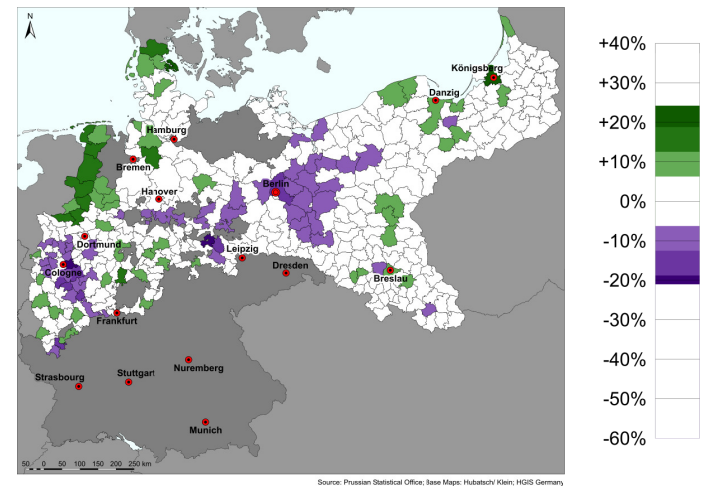 N
Königsberg
Danzig
Hamburg
Bremen
Berlin
Hanover
Dortmund
Leipzig
Cologne
Dresden
Breslau
Frankfurt
Nuremberg
Strasbourg
Stuttgart
Munich
50 0 50 100 150 200 250 km
Source: Prussian Statistical Office; Base Maps: Hubatsch/ Klein; HGIS Germany
+40%
+30%
+20%
+10%
0%
-10%
-20%
-30%
-40%
-50%
-60%